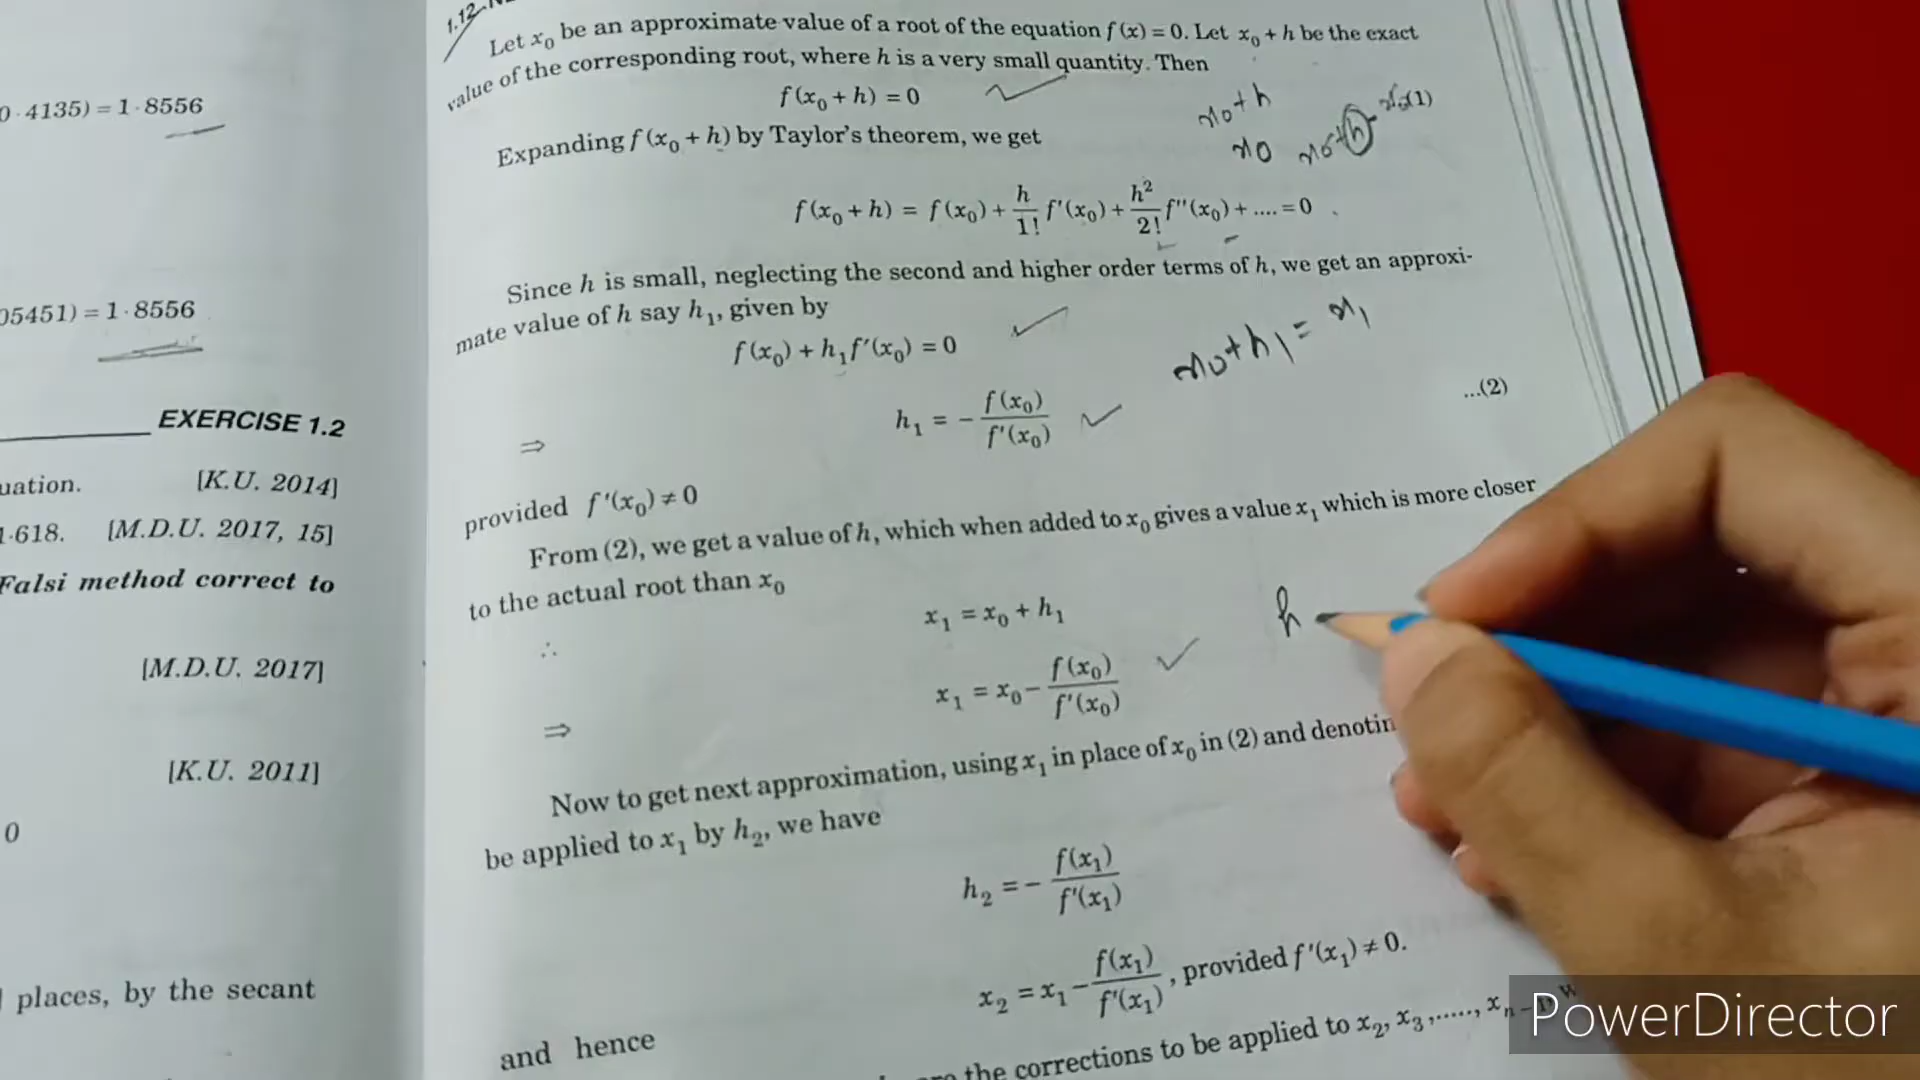 0·4135) = 1·8556
05451) = 1·8556
EXERCISE 1.2
uation. [K.U. 2014]
1·618. [M.D.U. 2017, 15]
Falsi method correct to
[M.D.U. 2017]
[K.U. 2011]
0
places, by the secant
1.12
Let x₀ be an approximate value of a root of the equation f(x) = 0. Let x₀ + h be the exact
value of the corresponding root, where h is a very small quantity. Then
f(x₀ + h) = 0
x₀ + h
x₀ x₀+h
Expanding f(x₀ + h) by Taylor's theorem, we get
f(x₀ + h) = f(x₀) + h/1! f'(x₀) + h²/2! f''(x₀) + .... = 0
Since h is small, neglecting the second and higher order terms of h, we get an approxi-
mate value of h say h₁, given by
f(x₀) + h₁f'(x₀) = 0
x₀+h₁ = x₁
⇒ h₁ = − f(x₀)/f'(x₀) ...(2)
provided f'(x₀) ≠ 0
From (2), we get a value of h, which when added to x₀ gives a value x₁ which is more closer
to the actual root than x₀
∴ x₁ = x₀ + h₁
h
⇒ x₁ = x₀ − f(x₀)/f'(x₀)
Now to get next approximation, using x₁ in place of x₀ in (2) and denotin
be applied to x₁ by h₂, we have
h₂ = − f(x₁)/f'(x₁)
and hence x₂ = x₁ − f(x₁)/f'(x₁), provided f'(x₁) ≠ 0.
the corrections to be applied to x₂, x₃,....., xₙ₋₁, w
PowerDirector